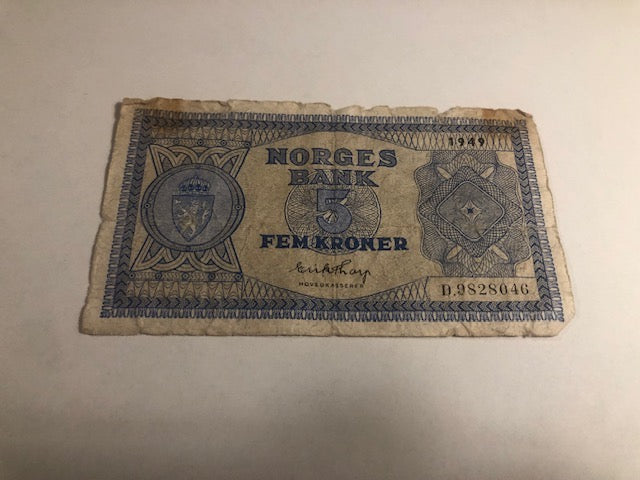 1949
NORGES
BANK
5
FEM KRONER
HOVEDKASSERER
D.9828046